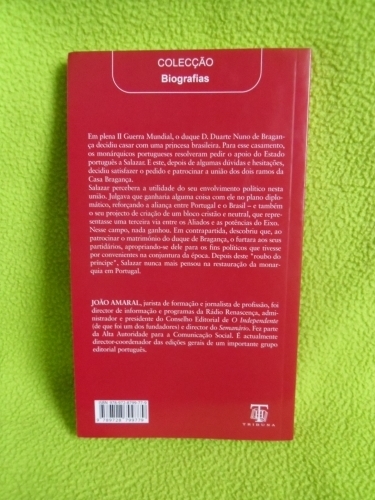 COLECÇÃO
Biografias
Em plena II Guerra Mundial, o duque D. Duarte Nuno de Bragan-
ça decidiu casar com uma princesa brasileira. Para esse casamento,
os monárquicos portugueses resolveram pedir o apoio do Estado
português a Salazar. E este, depois de algumas dúvidas e hesitações,
decidiu satisfazer o pedido e patrocinar a união dos dois ramos da
Casa Bragança.
Salazar percebera a utilidade do seu envolvimento político nesta
união. Julgava que ganharia alguma coisa com ele no plano diplo-
mático, reforçando a aliança entre Portugal e o Brasil – e também
o seu projecto de criação de um bloco cristão e neutral, que repre-
sentasse uma terceira via entre os Aliados e as potências do Eixo.
Nesse campo, nada ganhou. Em contrapartida, descobriu que, ao
patrocinar o matrimónio do duque de Bragança, o furtara aos seus
partidários, apropriando-se dele para os fins políticos que tivesse
por convenientes na conjuntura da época. Depois deste "roubo do
príncipe", Salazar nunca mais pensou na restauração da monar-
quia em Portugal.
JOÃO AMARAL, jurista de formação e jornalista de profissão, foi
director de informação e programas da Rádio Renascença, admi-
nistrador e presidente do Conselho Editorial de O Independente
(de que foi um dos fundadores) e director do Semanário. Fez parte
da Alta Autoridade para a Comunicação Social. É actualmente
director-coordenador das edições gerais de um importante grupo
editorial português.
TRIBUNA